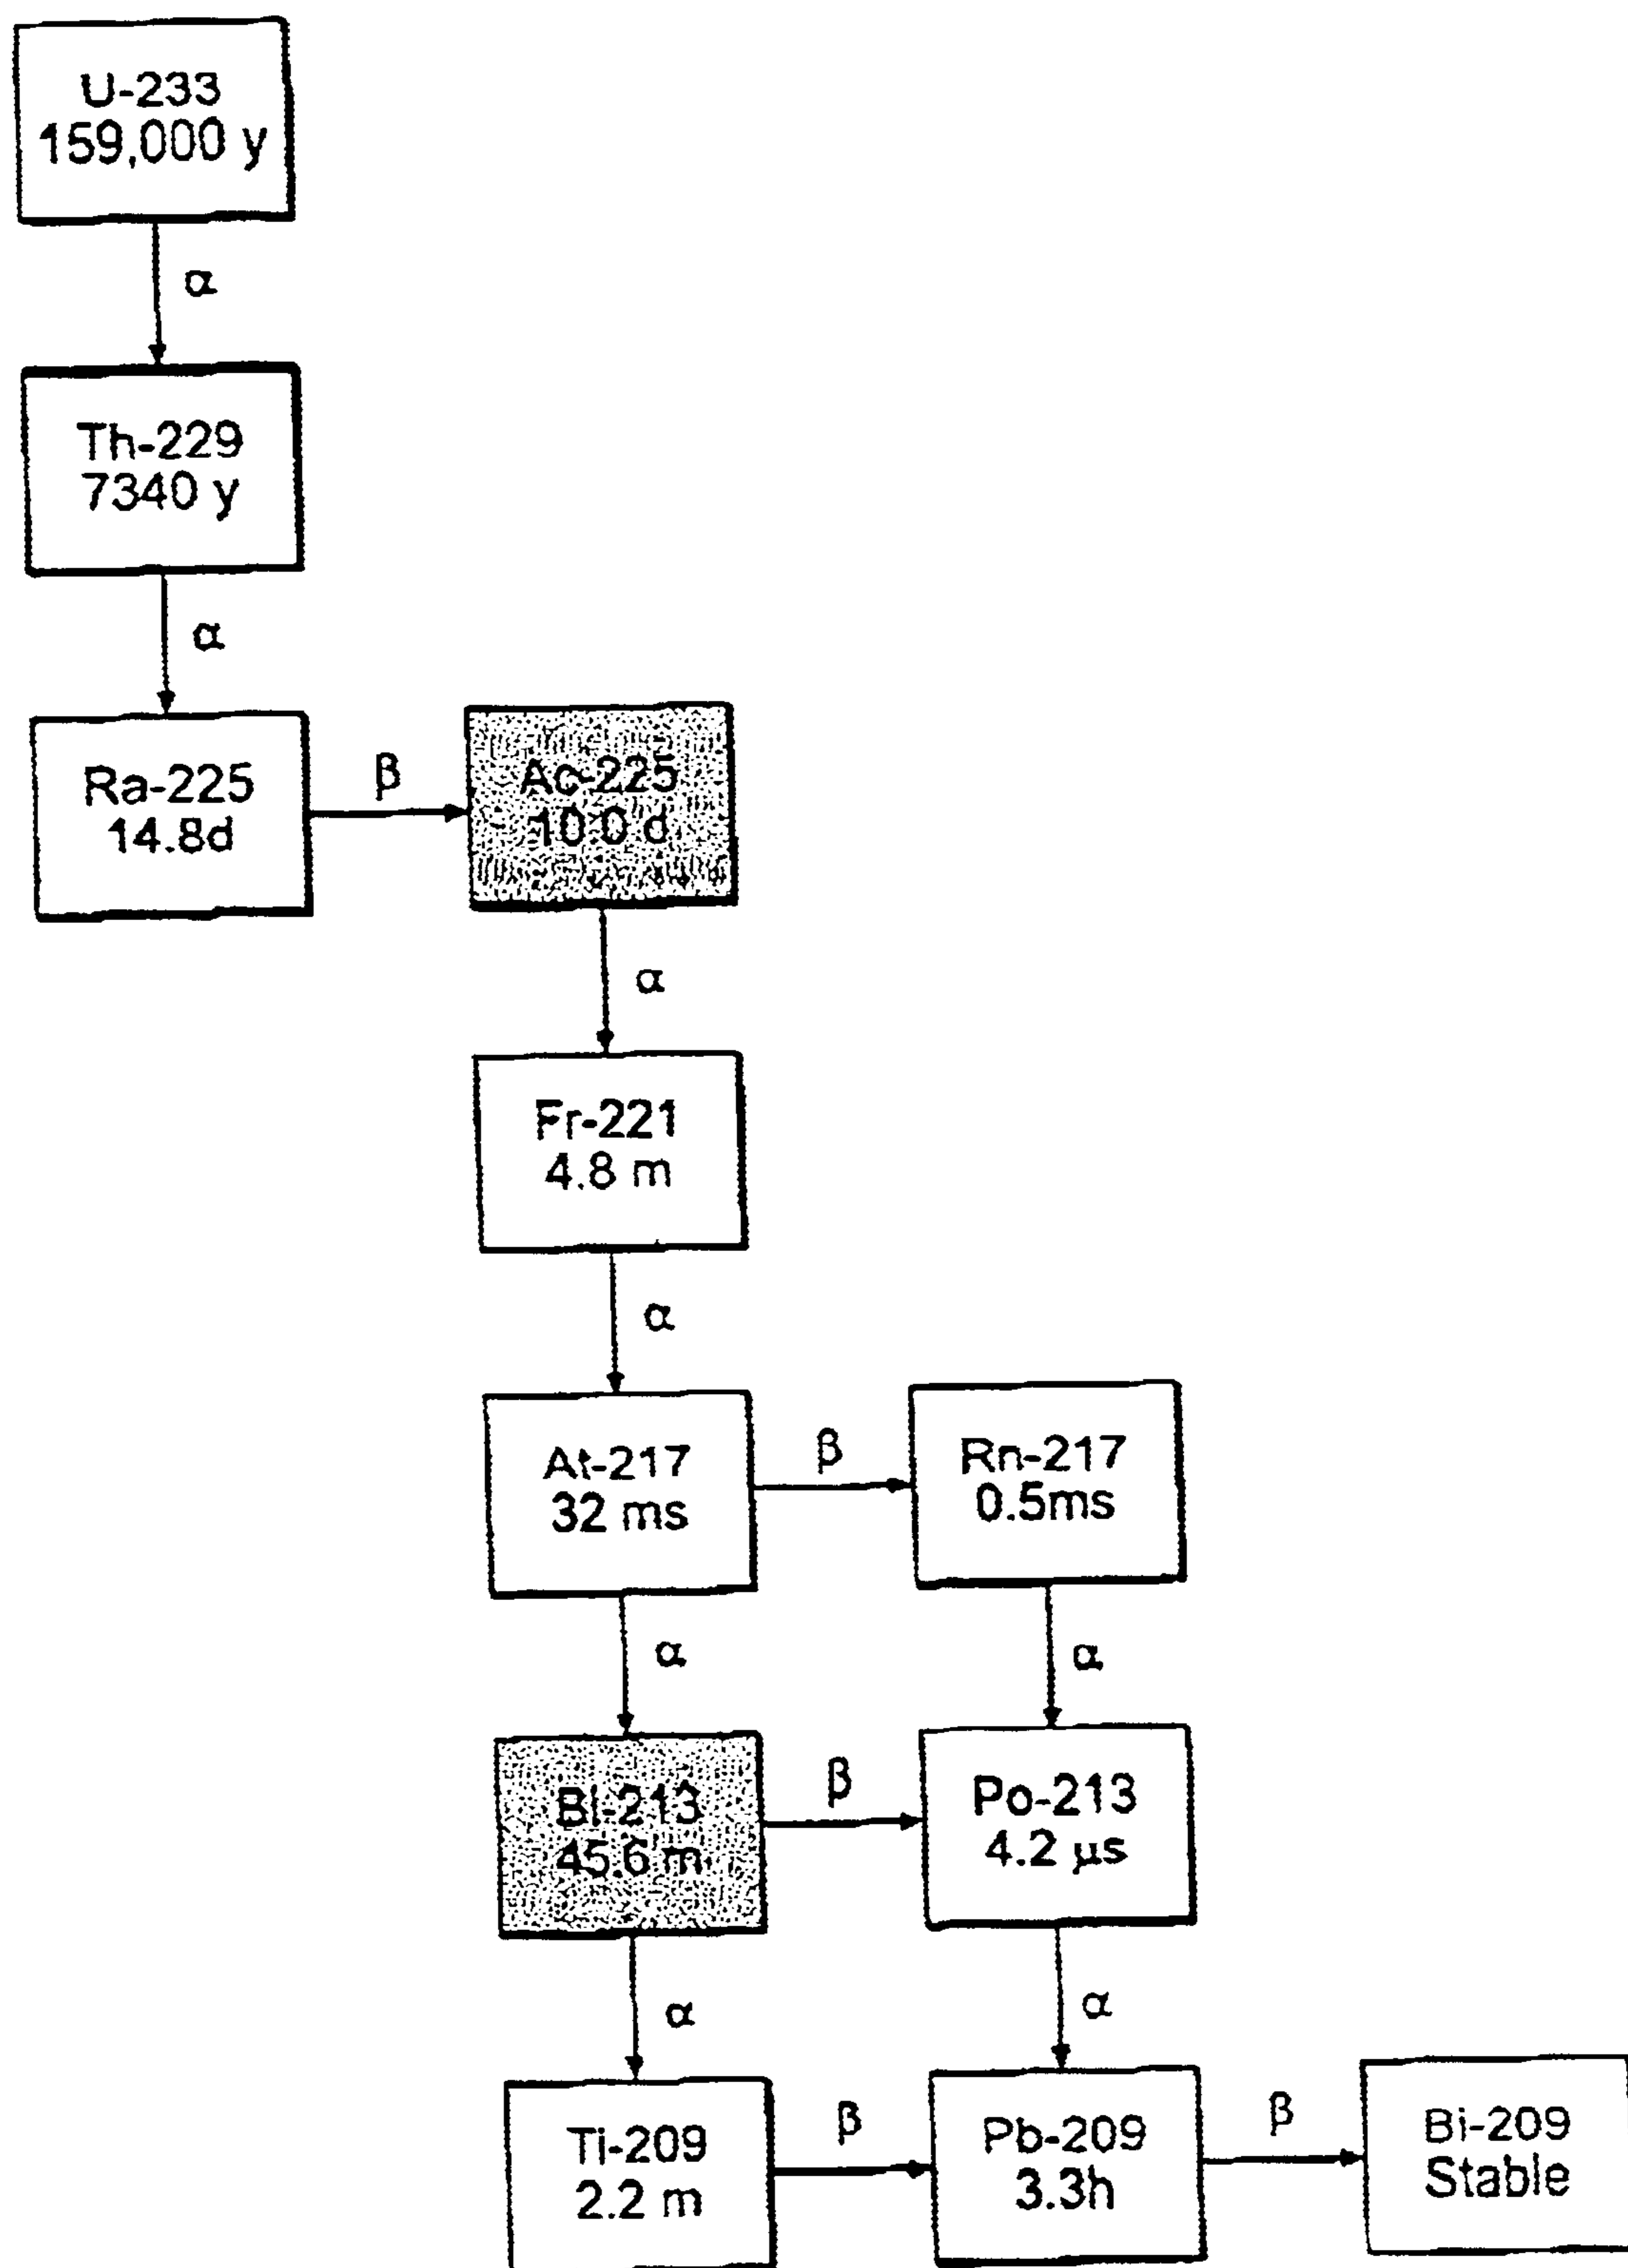 U-233
159,000 y
α
Th-229
7340 y
α
Ra-225
14.8d
β
Ac-225
10.0 d
α
Fr-221
4.8 m
α
At-217
32 ms
β
Rn-217
0.5ms
α
α
Bi-213
45.6 m
β
Po-213
4.2 μs
α
α
Ti-209
2.2 m
β
Pb-209
3.3h
β
Bi-209
Stable